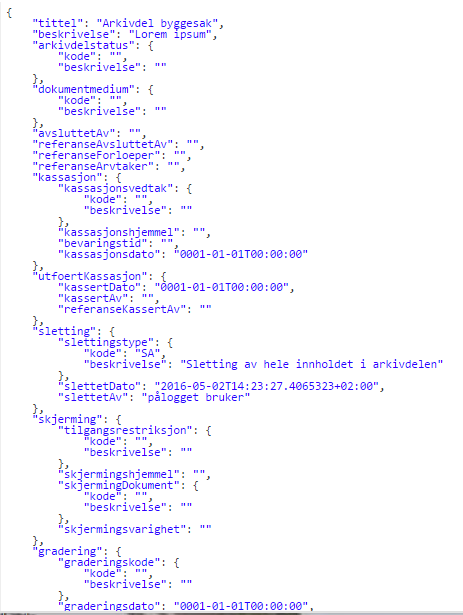 {
    "tittel": "Arkivdel byggesak",
    "beskrivelse": "Lorem ipsum",
    "arkivdelstatus": {
        "kode": "",
        "beskrivelse": ""
    },
    "dokumentmedium": {
        "kode": "",
        "beskrivelse": ""
    },
    "avsluttetAv": "",
    "referanseAvsluttetAv": "",
    "referanseForloeper": "",
    "referanseArvtaker": "",
    "kassasjon": {
        "kassasjonsvedtak": {
            "kode": "",
            "beskrivelse": ""
        },
        "kassasjonshjemmel": "",
        "bevaringstid": "",
        "kassasjonsdato": "0001-01-01T00:00:00"
    },
    "utfoertKassasjon": {
        "kassertDato": "0001-01-01T00:00:00",
        "kassertAv": "",
        "referanseKassertAv": ""
    },
    "sletting": {
        "slettingstype": {
            "kode": "SA",
            "beskrivelse": "Sletting av hele innholdet i arkivdelen"
        },
        "slettetDato": "2016-05-02T14:23:27.4065323+02:00",
        "slettetAv": "pålogget bruker"
    },
    "skjerming": {
        "tilgangsrestriksjon": {
            "kode": "",
            "beskrivelse": ""
        },
        "skjermingshjemmel": "",
        "skjermingDokument": {
            "kode": "",
            "beskrivelse": ""
        },
        "skjermingsvarighet": ""
    },
    "gradering": {
        "graderingskode": {
            "kode": "",
            "beskrivelse": ""
        },
        "graderingsdato": "0001-01-01T00:00:00",